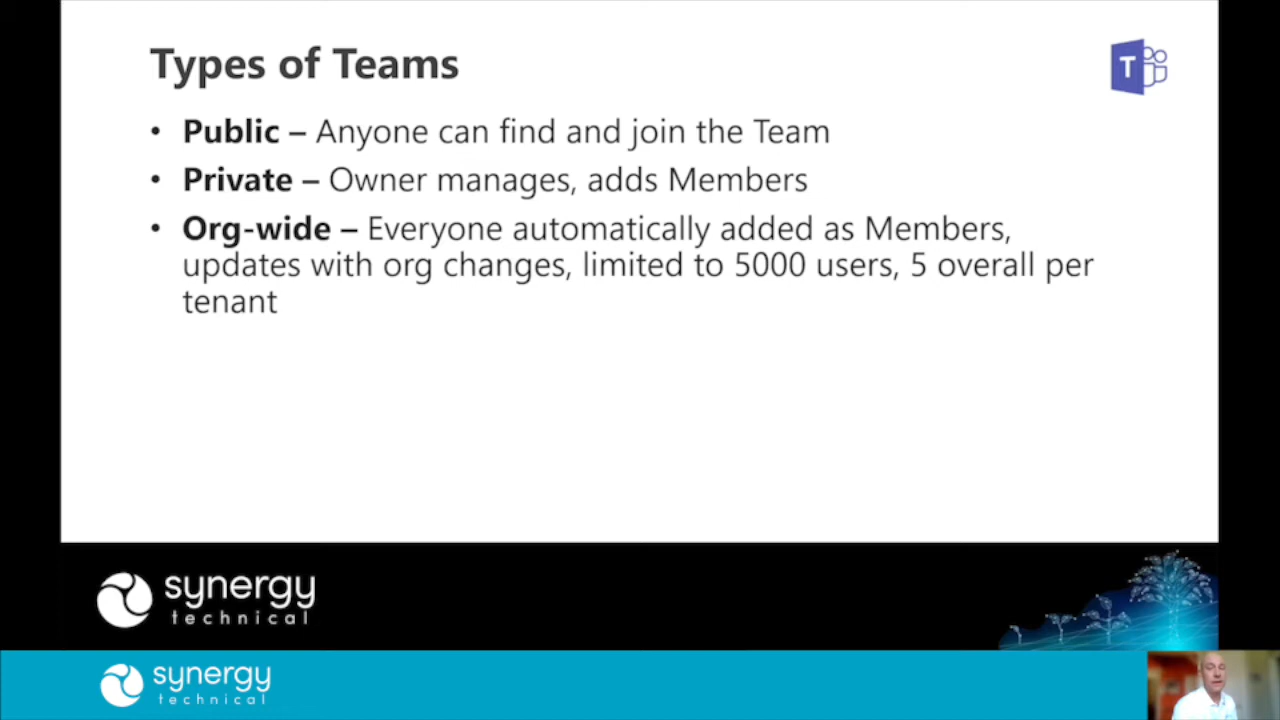 Types of Teams
T
• Public – Anyone can find and join the Team
• Private – Owner manages, adds Members
• Org-wide – Everyone automatically added as Members,
updates with org changes, limited to 5000 users, 5 overall per
tenant
synergy
technical
synergy
technical